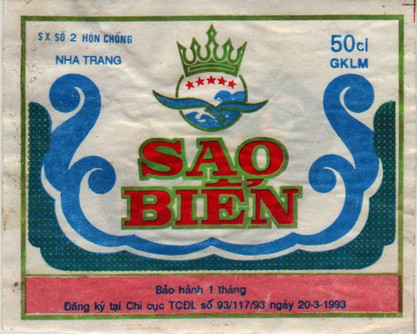 SX SỐ 2 HÒN CHỒNG
NHA TRANG
50cl
GKLM
SAO
BIỂN
Bảo hành 1 tháng
Đăng ký tại Chi cục TCĐL số 93/117/93 ngày 20-3-1993